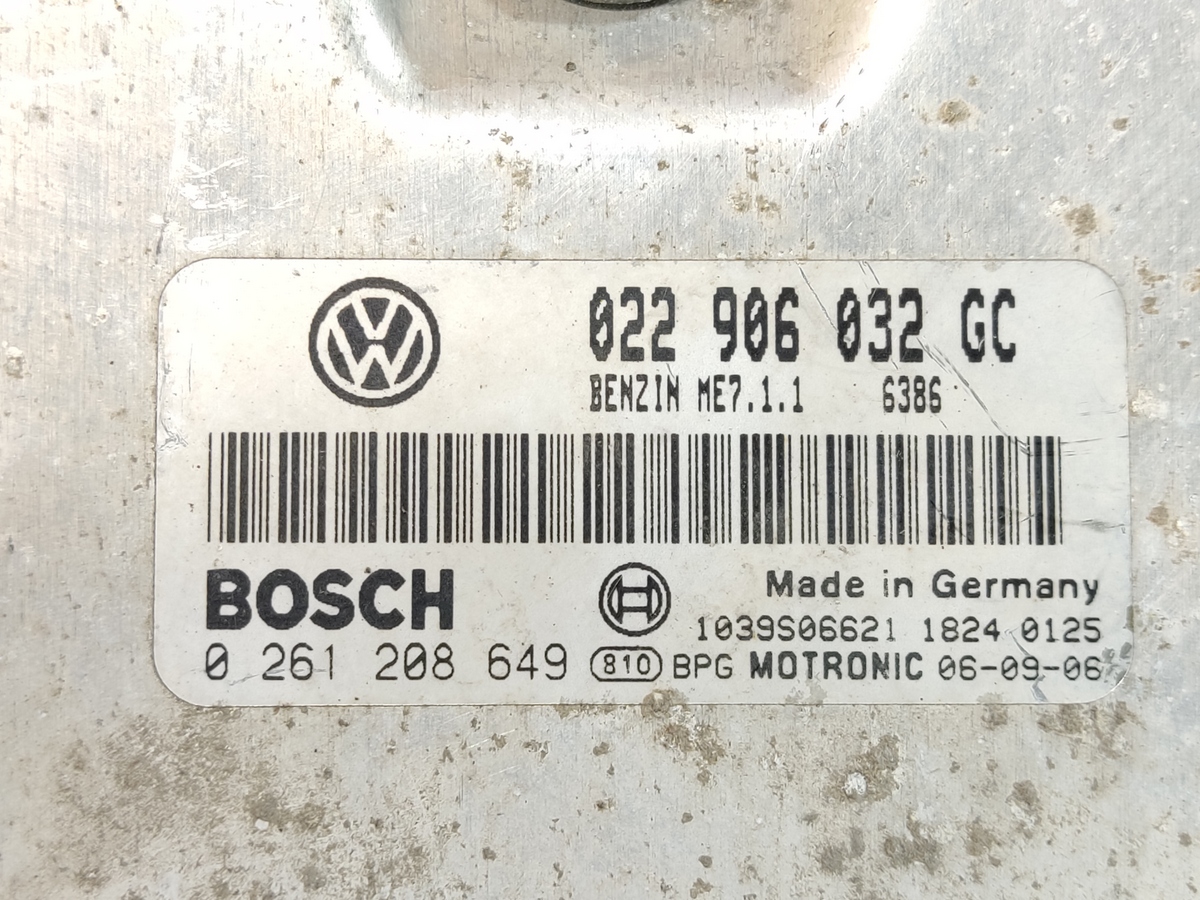 022 906 032 GC
BENZIN ME7.1.1 6386
BOSCH
Made in Germany
1039S06621 1824 0125
0 261 208 649 810 BPG MOTRONIC 06-09-06